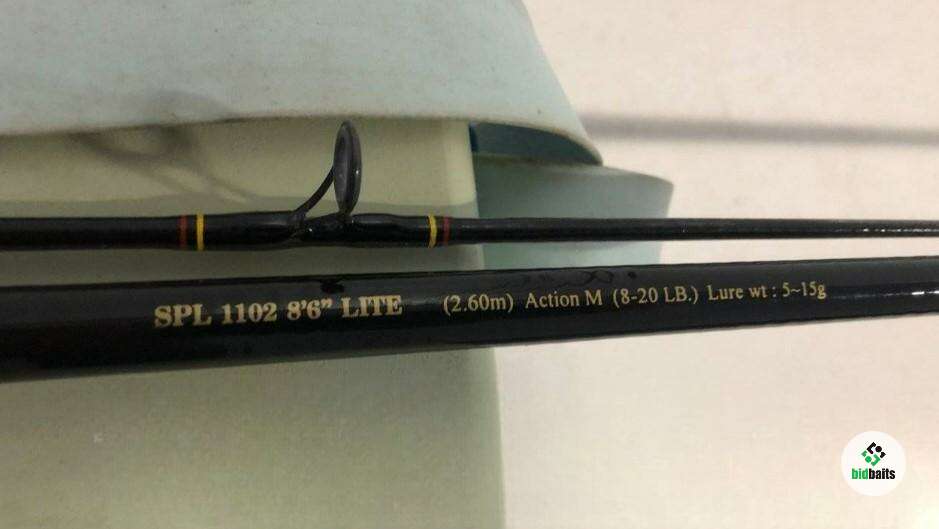 SPL 1102 8'6" LITE (2.60m) Action M (8-20 LB.) Lure wt : 5~15g
bidbaits